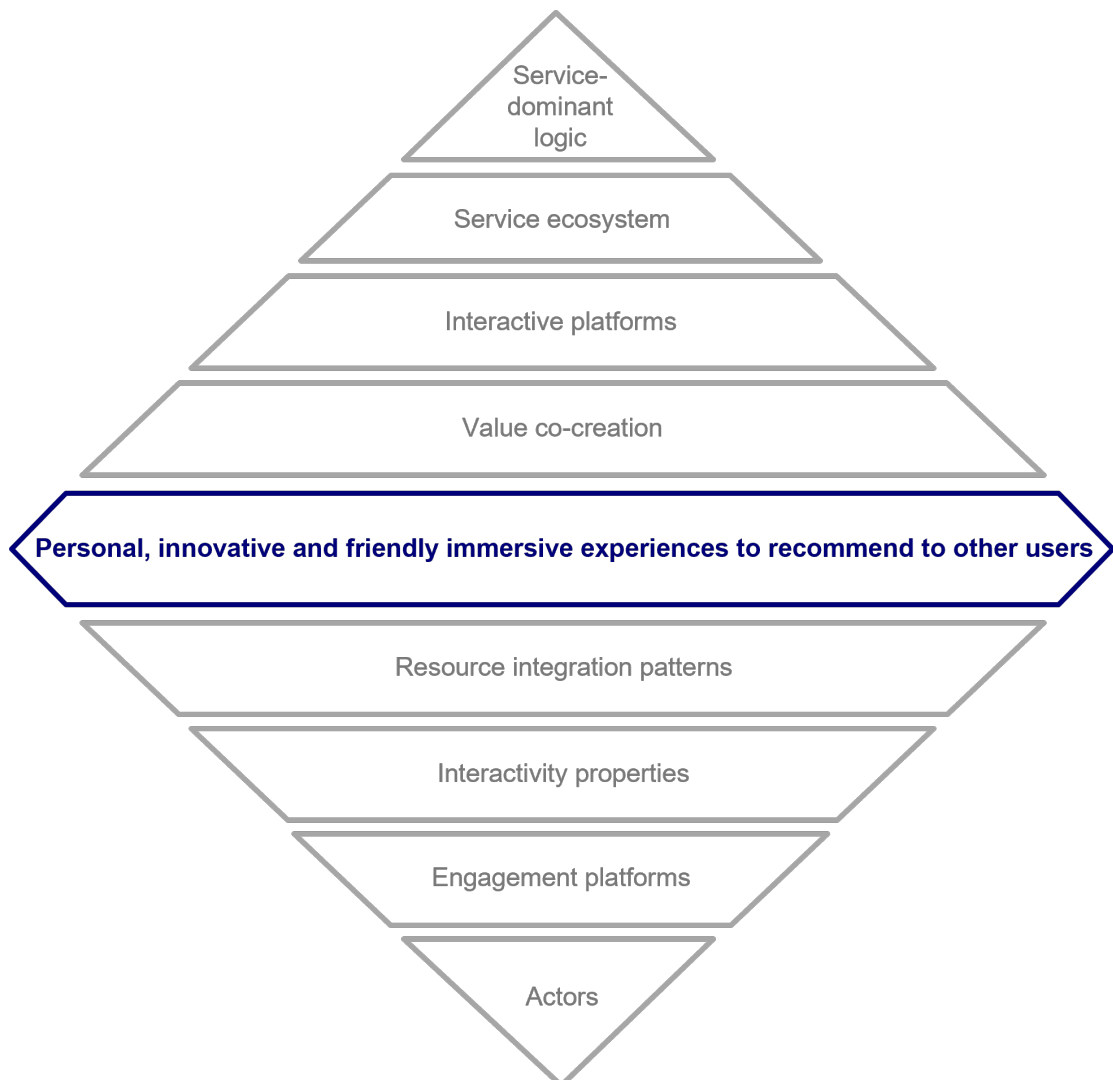 Service-
dominant
logic
Service ecosystem
Interactive platforms
Value co-creation
Personal, innovative and friendly immersive experiences to recommend to other users
Resource integration patterns
Interactivity properties
Engagement platforms
Actors